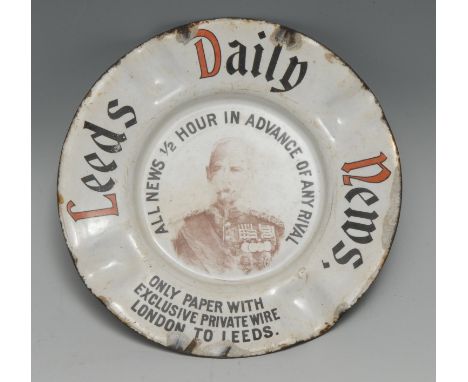 Leeds Daily News.
ALL NEWS ½ HOUR IN ADVANCE OF ANY RIVAL
ONLY PAPER WITH
EXCLUSIVE PRIVATE WIRE
LONDON TO LEEDS.